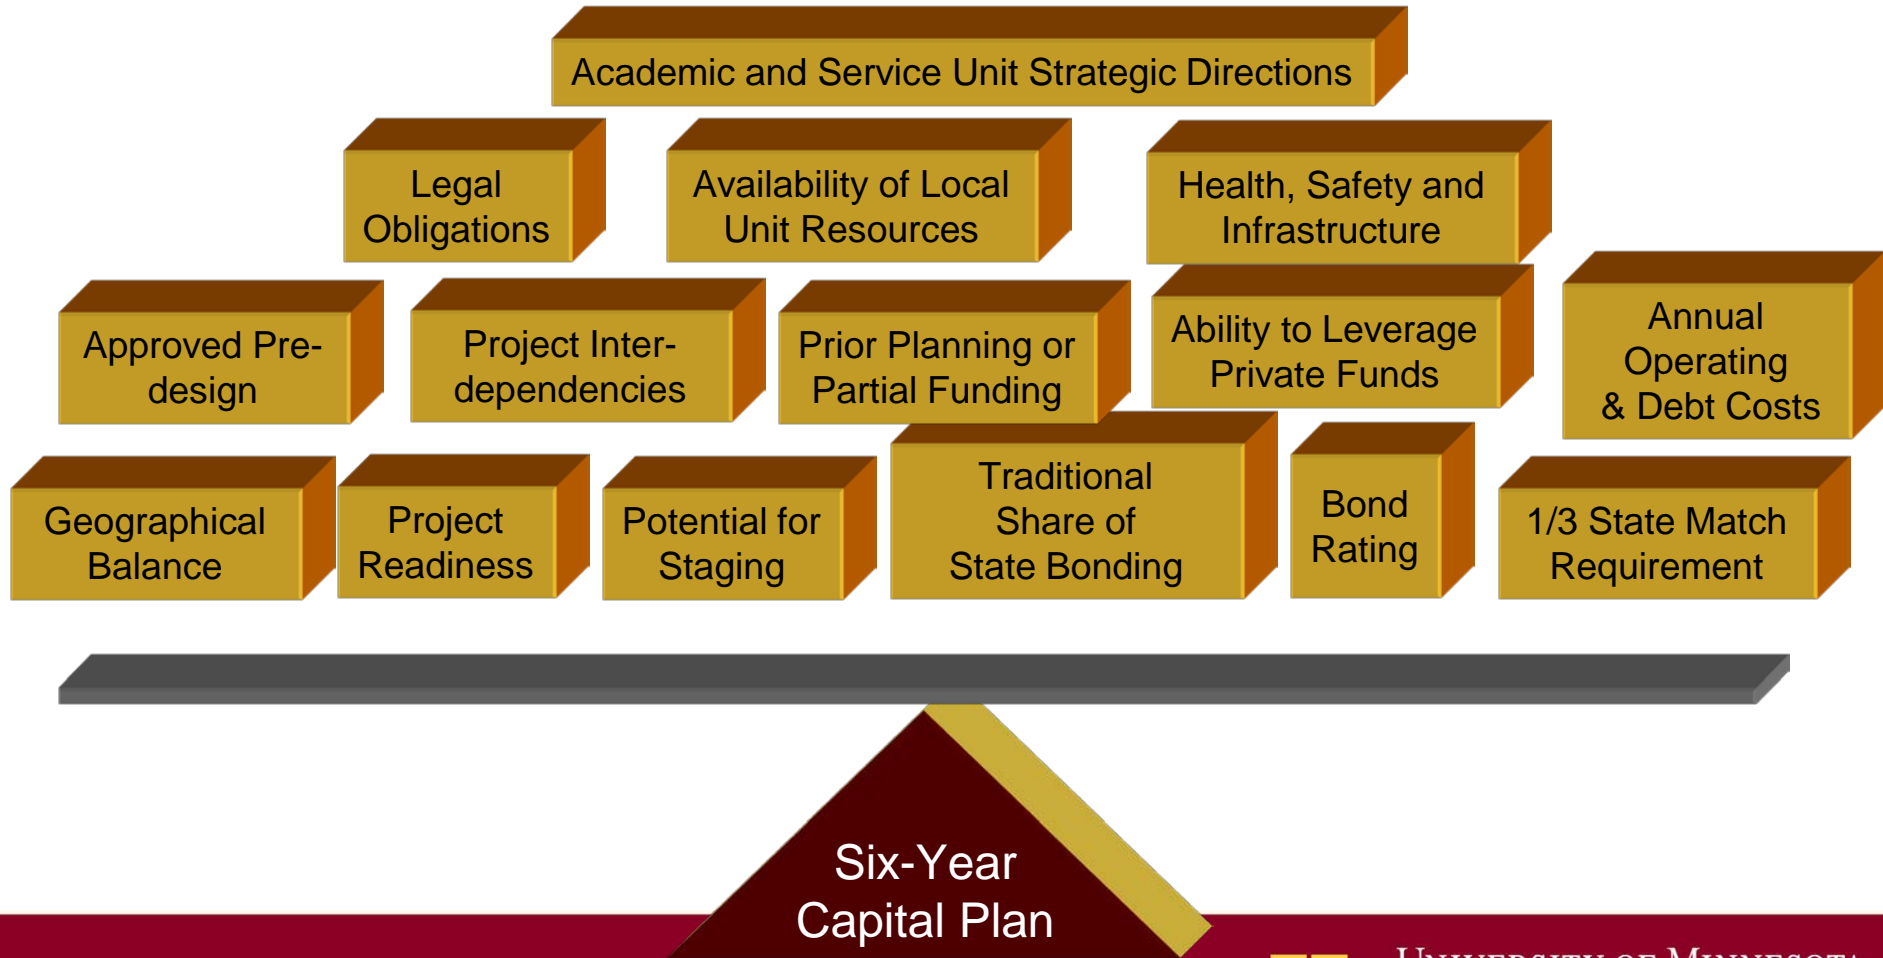 Academic and Service Unit Strategic Directions
Legal
Obligations
Availability of Local
Unit Resources
Health, Safety and
Infrastructure
Approved Pre-
design
Project Inter-
dependencies
Prior Planning or
Partial Funding
Ability to Leverage
Private Funds
Annual
Operating
& Debt Costs
Geographical
Balance
Project
Readiness
Potential for
Staging
Traditional
Share of
State Bonding
Bond
Rating
1/3 State Match
Requirement
Six-Year
Capital Plan
UNIVERSITY OF MINNESOTA